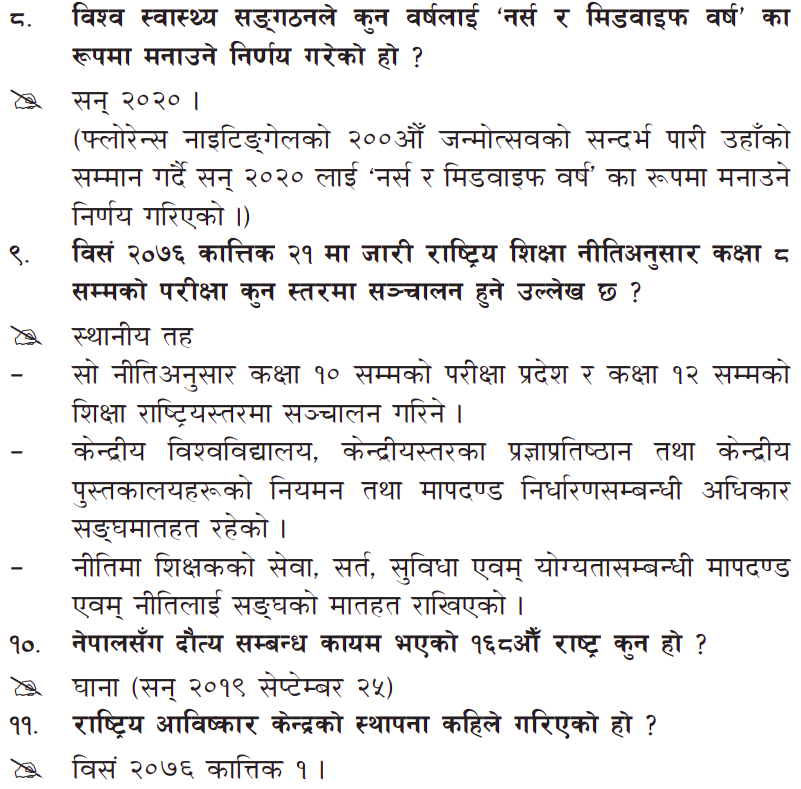 ८. विश्व स्वास्थ्य सङ्गठनले कुन वर्षलाई ‘नर्स र मिडवाइफ वर्ष’ का
रूपमा मनाउने निर्णय गरेको हो ?
सन् २०२० ।
(फ्लोरेन्स नाइटिङ्गेलको २००औँ जन्मोत्सवको सन्दर्भ पारी उहाँको
सम्मान गर्दै सन् २०२० लाई ‘नर्स र मिडवाइफ वर्ष’ का रूपमा मनाउने
निर्णय गरिएको ।)
९. विसं २०७६ कात्तिक २१ मा जारी राष्ट्रिय शिक्षा नीतिअनुसार कक्षा ८
सम्मको परीक्षा कुन स्तरमा सञ्चालन हुने उल्लेख छ ?
स्थानीय तह
– सो नीतिअनुसार कक्षा १० सम्मको परीक्षा प्रदेश र कक्षा १२ सम्मको
शिक्षा राष्ट्रियस्तरमा सञ्चालन गरिने ।
– केन्द्रीय विश्वविद्यालय, केन्द्रीयस्तरका प्रज्ञाप्रतिष्ठान तथा केन्द्रीय
पुस्तकालयहरूको नियमन तथा मापदण्ड निर्धारणसम्बन्धी अधिकार
सङ्घमातहत रहेको ।
– नीतिमा शिक्षकको सेवा, सर्त, सुविधा एवम् योग्यतासम्बन्धी मापदण्ड
एवम् नीतिलाई सङ्घको मातहत राखिएको ।
१०. नेपालसँग दौत्य सम्बन्ध कायम भएको १६८औँ राष्ट्र कुन हो ?
घाना (सन् २०१९ सेप्टेम्बर २५)
११. राष्ट्रिय आविष्कार केन्द्रको स्थापना कहिले गरिएको हो ?
विसं २०७६ कात्तिक १ ।